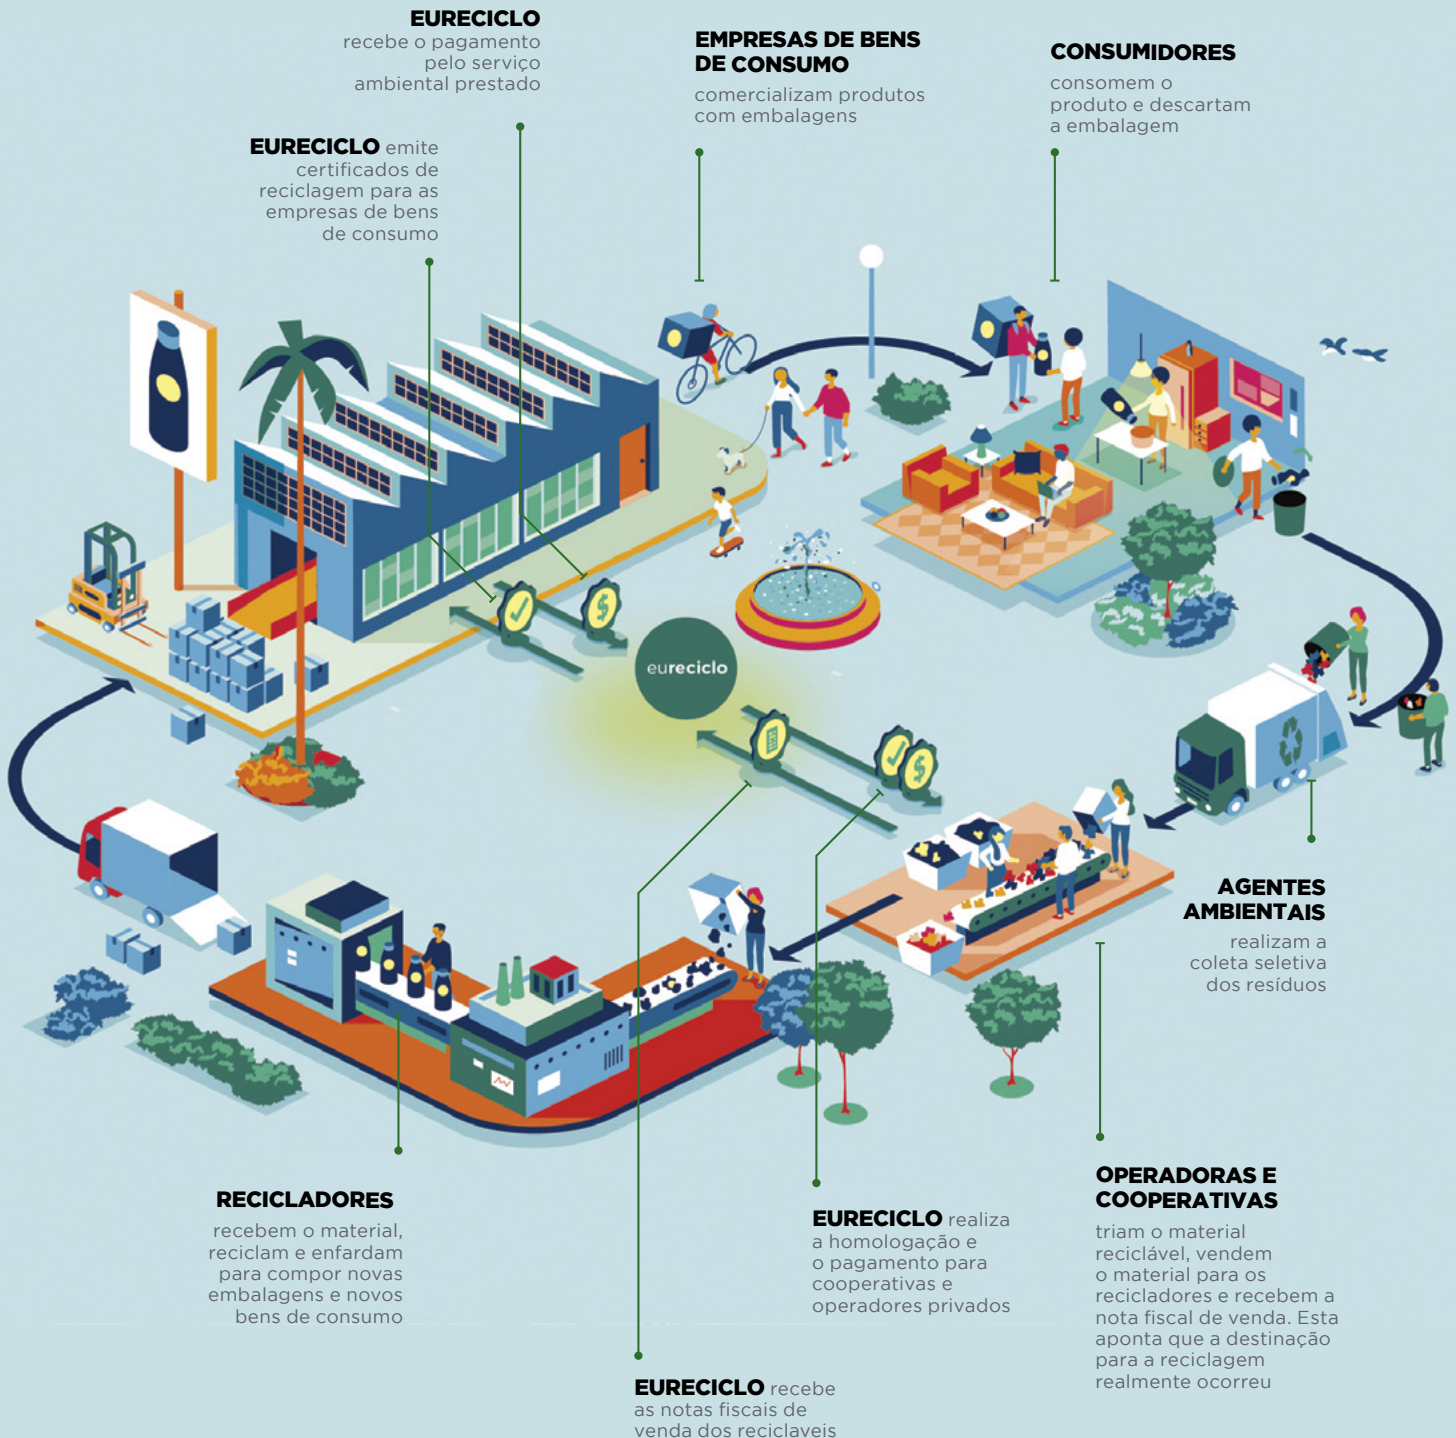 EURECICLO
recebe o pagamento
pelo serviço
ambiental prestado
EURECICLO emite
certificados de
reciclagem para as
empresas de bens
de consumo
EMPRESAS DE BENS
DE CONSUMO
comercializam produtos
com embalagens
CONSUMIDORES
consomem o
produto e descartam
a embalagem
$
eureciclo
$
AGENTES
AMBIENTAIS
realizam a
coleta seletiva
dos resíduos
RECICLADORES
recebem o material,
reciclam e enfardam
para compor novas
embalagens e novos
bens de consumo
EURECICLO realiza
a homologação e
o pagamento para
cooperativas e
operadores privados
OPERADORAS E
COOPERATIVAS
triam o material
reciclável, vendem
o material para os
recicladores e recebem a
nota fiscal de venda. Esta
aponta que a destinação
para a reciclagem
realmente ocorreu
EURECICLO recebe
as notas fiscais de
venda dos reciclaveis